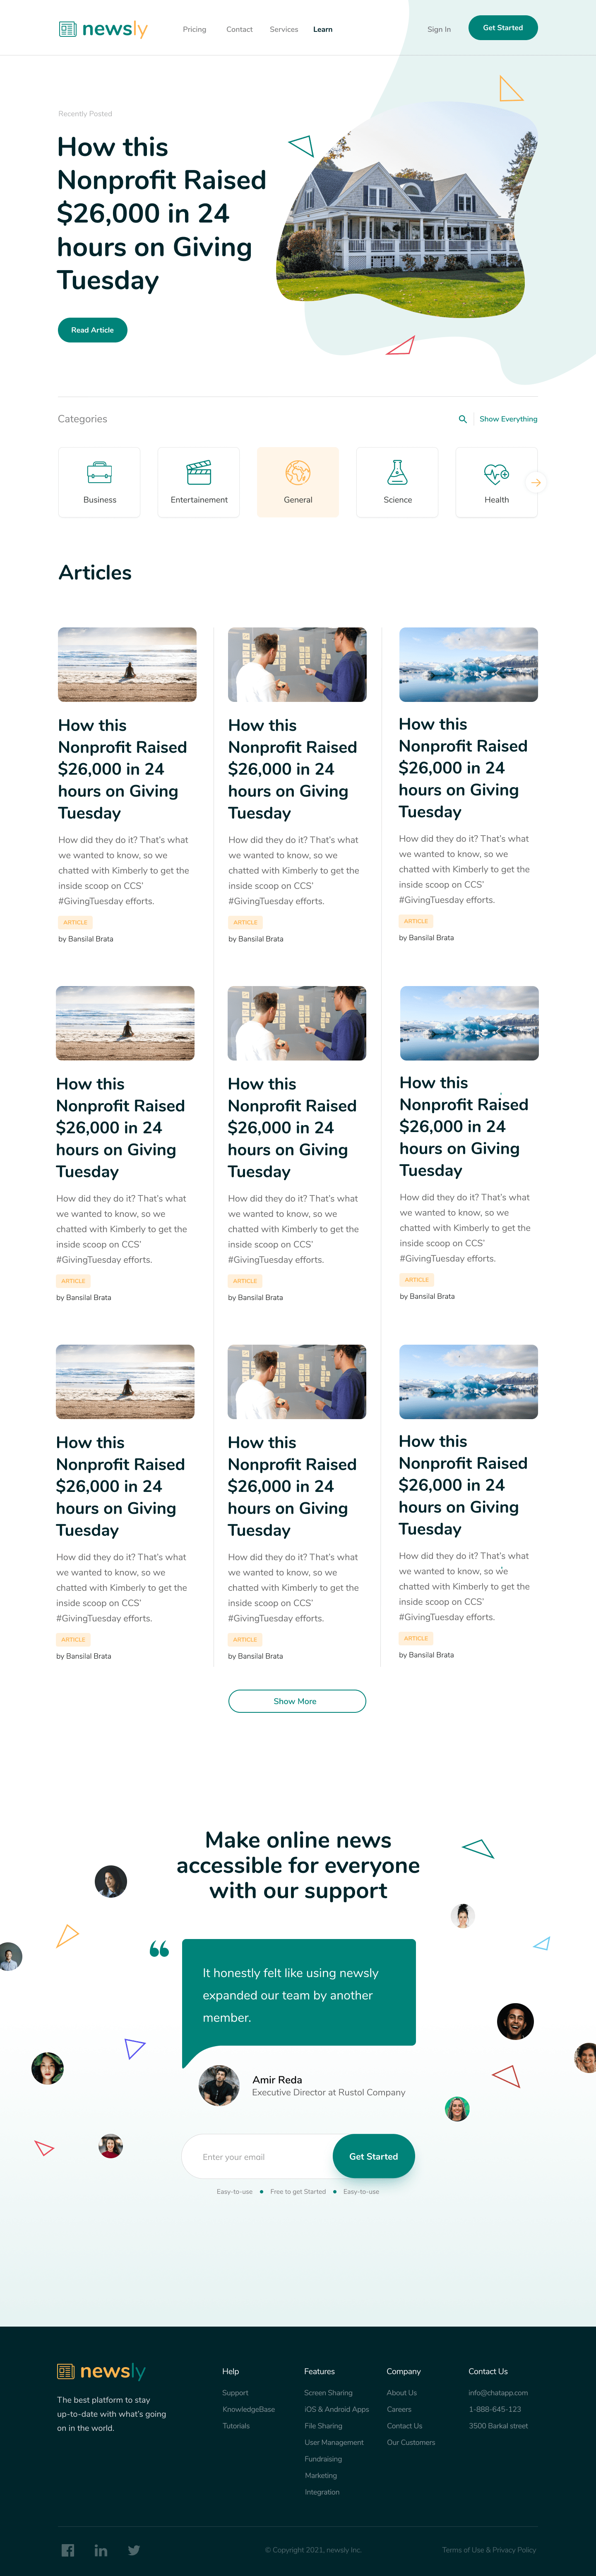 newsly
Pricing
Contact
Services
Learn
Sign In
Get Started
Recently Posted
How this
Nonprofit Raised
$26,000 in 24
hours on Giving
Tuesday
Read Article
Categories
Show Everything
Business
Entertainement
General
Science
Health
Articles
How this
Nonprofit Raised
$26,000 in 24
hours on Giving
Tuesday
How did they do it? That's what
we wanted to know, so we
chatted with Kimberly to get the
inside scoop on CCS'
#GivingTuesday efforts.
ARTICLE
by Bansilal Brata
How this
Nonprofit Raised
$26,000 in 24
hours on Giving
Tuesday
How did they do it? That's what
we wanted to know, so we
chatted with Kimberly to get the
inside scoop on CCS'
#GivingTuesday efforts.
ARTICLE
by Bansilal Brata
How this
Nonprofit Raised
$26,000 in 24
hours on Giving
Tuesday
How did they do it? That's what
we wanted to know, so we
chatted with Kimberly to get the
inside scoop on CCS'
#GivingTuesday efforts.
ARTICLE
by Bansilal Brata
How this
Nonprofit Raised
$26,000 in 24
hours on Giving
Tuesday
How did they do it? That's what
we wanted to know, so we
chatted with Kimberly to get the
inside scoop on CCS'
#GivingTuesday efforts.
ARTICLE
by Bansilal Brata
How this
Nonprofit Raised
$26,000 in 24
hours on Giving
Tuesday
How did they do it? That's what
we wanted to know, so we
chatted with Kimberly to get the
inside scoop on CCS'
#GivingTuesday efforts.
ARTICLE
by Bansilal Brata
How this
Nonprofit Raised
$26,000 in 24
hours on Giving
Tuesday
How did they do it? That's what
we wanted to know, so we
chatted with Kimberly to get the
inside scoop on CCS'
#GivingTuesday efforts.
ARTICLE
by Bansilal Brata
How this
Nonprofit Raised
$26,000 in 24
hours on Giving
Tuesday
How did they do it? That's what
we wanted to know, so we
chatted with Kimberly to get the
inside scoop on CCS'
#GivingTuesday efforts.
ARTICLE
by Bansilal Brata
How this
Nonprofit Raised
$26,000 in 24
hours on Giving
Tuesday
How did they do it? That's what
we wanted to know, so we
chatted with Kimberly to get the
inside scoop on CCS'
#GivingTuesday efforts.
ARTICLE
by Bansilal Brata
How this
Nonprofit Raised
$26,000 in 24
hours on Giving
Tuesday
How did they do it? That's what
we wanted to know, so we
chatted with Kimberly to get the
inside scoop on CCS'
#GivingTuesday efforts.
ARTICLE
by Bansilal Brata
Show More
Make online news
accessible for everyone
with our support
It honestly felt like using newsly
expanded our team by another
member.
Amir Reda
Executive Director at Rustol Company
Enter your email
Get Started
Easy-to-use
Free to get Started
Easy-to-use
newsly
The best platform to stay
up-to-date with what's going
on in the world.
Help
Support
KnowledgeBase
Tutorials
Features
Screen Sharing
iOS & Android Apps
File Sharing
User Management
Fundraising
Marketing
Integration
Company
About Us
Careers
Contact Us
Our Customers
Contact Us
info@chatapp.com
1-888-645-123
3500 Barkal street
© Copyright 2021, newsly Inc.
Terms of Use & Privacy Policy